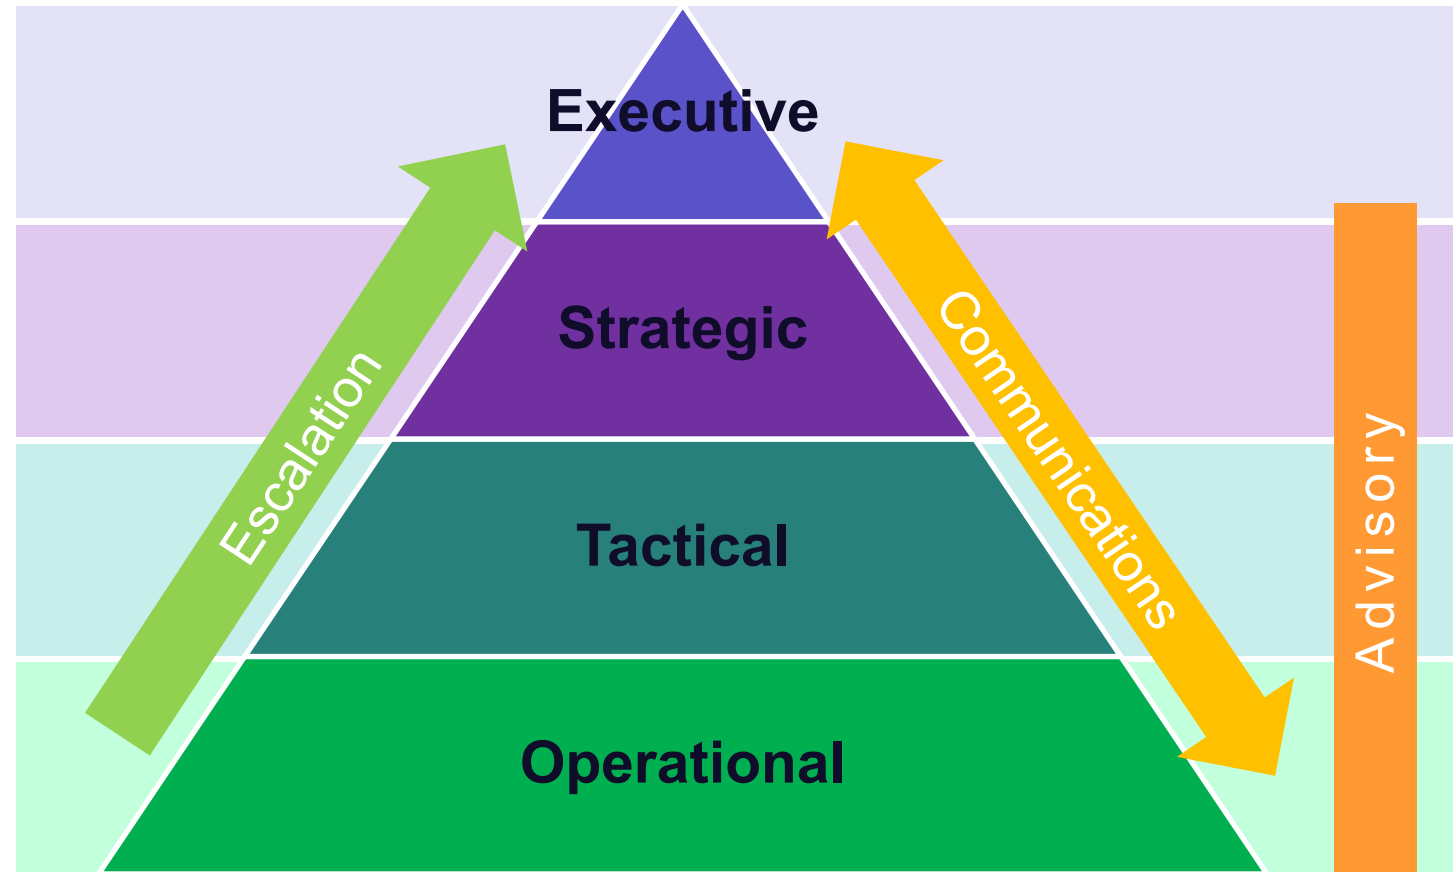 Executive
Strategic
Tactical
Operational
Escalation
Communications
Advisory